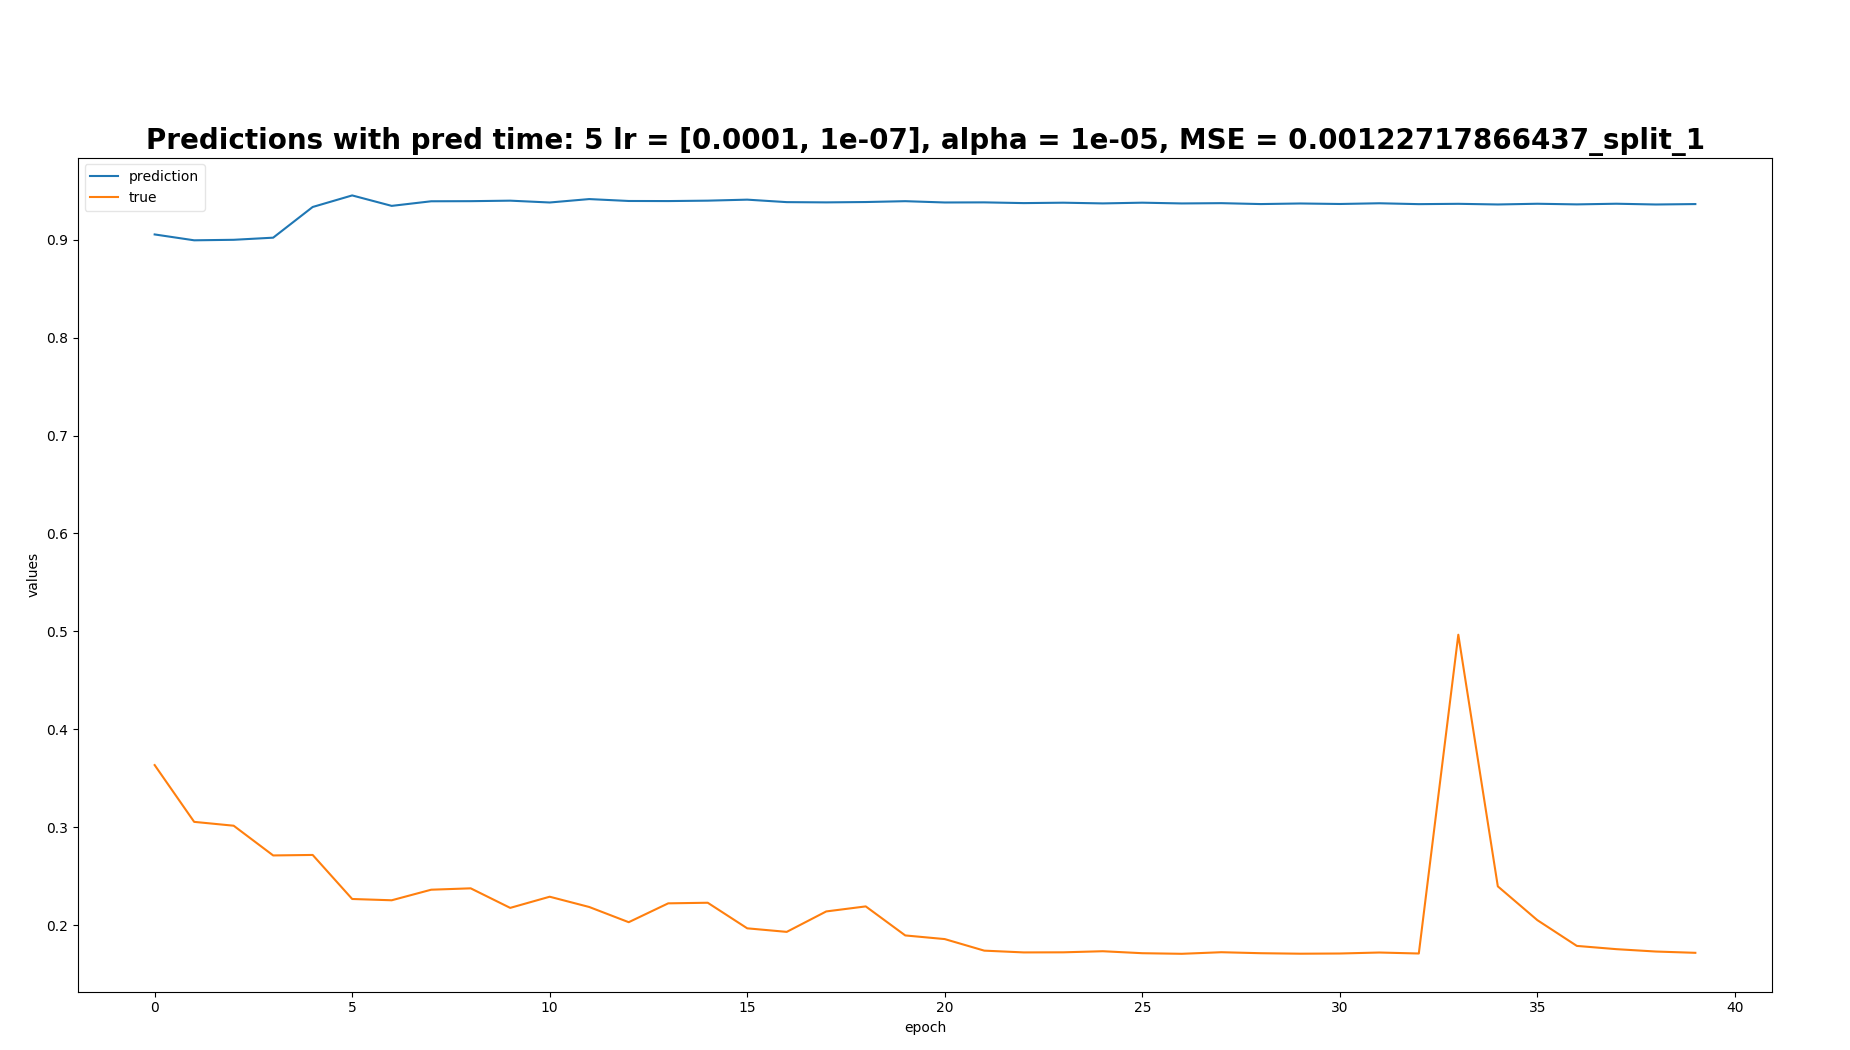 Predictions with pred time: 5 lr = [0.0001, 1e-07], alpha = 1e-05, MSE = 0.00122717866437_split_1
prediction
true
0.9
0.8
0.7
0.6
0.5
0.4
0.3
0.2
values
0 5 10 15 20 25 30 35 40
epoch